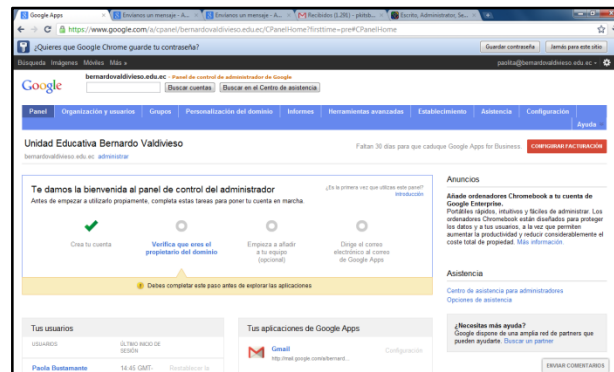 Google Apps
Envíanos un mensaje - A...
Envíanos un mensaje - A...
Escrito, Administrator, Se...
https://www.google.com/a/cpanel/bernardovaldivieso.edu.ec/CPanelHome?firsttime=pre#CPanelHome
¿Quieres que Google Chrome guarde tu contraseña?
Guardar contraseña
Jamás para este sitio
Búsqueda Imágenes Móviles Más »
paolita@bernardovaldivieso.edu.ec
Google
bernardovaldivieso.edu.ec - Panel de control de administrador de Google
Buscar cuentas
Buscar en el Centro de asistencia
Panel
Organización y usuarios
Grupos
Personalización del dominio
Informes
Herramientas avanzadas
Establecimiento
Asistencia
Configuración
Ayuda
Unidad Educativa Bernardo Valdivieso
bernardovaldivieso.edu.ec administrar
Faltan 30 días para que caduque Google Apps for Business.
CONFIGURAR FACTURACIÓN
Te damos la bienvenida al panel de control del administrador
Antes de empezar a utilizarlo propiamente, completa estas tareas para poner tu cuenta en marcha.
¿Es la primera vez que utilizas este panel?
Introducción
Crea tu cuenta
Verifica que eres el
propietario del dominio
Empieza a añadir
a tu equipo
(opcional)
Dirige el correo
electrónico al correo
de Google Apps
Debes completar este paso antes de explorar las aplicaciones
Anuncios
Añade ordenadores Chromebook a tu cuenta de
Google Enterprise.
Portátiles rápidos, intuitivos y fáciles de administrar. Los
ordenadores Chromebook están diseñados para proteger
los datos y a tus usuarios, a la vez que permiten
aumentar la productividad y reducir considerablemente el
coste total de propiedad. Más información.
Asistencia
Centro de asistencia para administradores
Opciones de asistencia
¿Necesitas más ayuda?
Google dispone de una amplia red de partners que
pueden ayudarte. Buscar un partner
ENVIAR COMENTARIOS
Tus usuarios
USUARIOS
ÚLTIMO INICIO DE
SESIÓN
Paola Bustamante
14:45 GMT-
Restablecer la
Tus aplicaciones de Google Apps
Gmail
Configuración
http://mail.google.com/a/bernard...